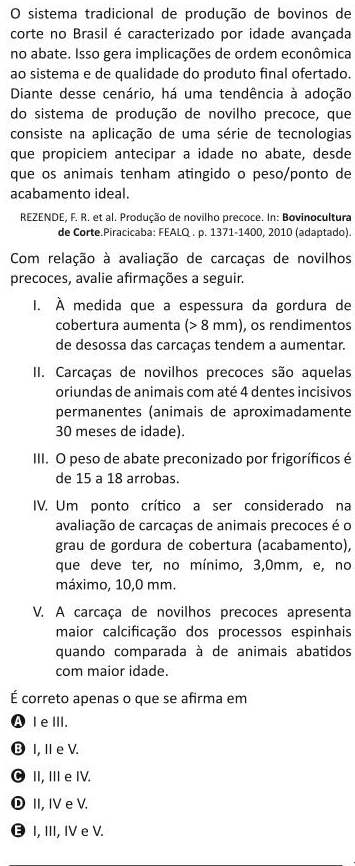 O sistema tradicional de produção de bovinos de
corte no Brasil é caracterizado por idade avançada
no abate. Isso gera implicações de ordem econômica
ao sistema e de qualidade do produto final ofertado.
Diante desse cenário, há uma tendência à adoção
do sistema de produção de novilho precoce, que
consiste na aplicação de uma série de tecnologias
que propiciem antecipar a idade no abate, desde
que os animais tenham atingido o peso/ponto de
acabamento ideal.
REZENDE, F. R. et al. Produção de novilho precoce. In: Bovinocultura
de Corte.Piracicaba: FEALQ . p. 1371-1400, 2010 (adaptado).
Com relação à avaliação de carcaças de novilhos
precoces, avalie afirmações a seguir.
I. À medida que a espessura da gordura de
cobertura aumenta (> 8 mm), os rendimentos
de desossa das carcaças tendem a aumentar.
II. Carcaças de novilhos precoces são aquelas
oriundas de animais com até 4 dentes incisivos
permanentes (animais de aproximadamente
30 meses de idade).
III. O peso de abate preconizado por frigoríficos é
de 15 a 18 arrobas.
IV. Um ponto crítico a ser considerado na
avaliação de carcaças de animais precoces é o
grau de gordura de cobertura (acabamento),
que deve ter, no mínimo, 3,0mm, e, no
máximo, 10,0 mm.
V. A carcaça de novilhos precoces apresenta
maior calcificação dos processos espinhais
quando comparada à de animais abatidos
com maior idade.
É correto apenas o que se afirma em
A I e III.
B I, II e V.
C II, III e IV.
D II, IV e V.
E I, III, IV e V.